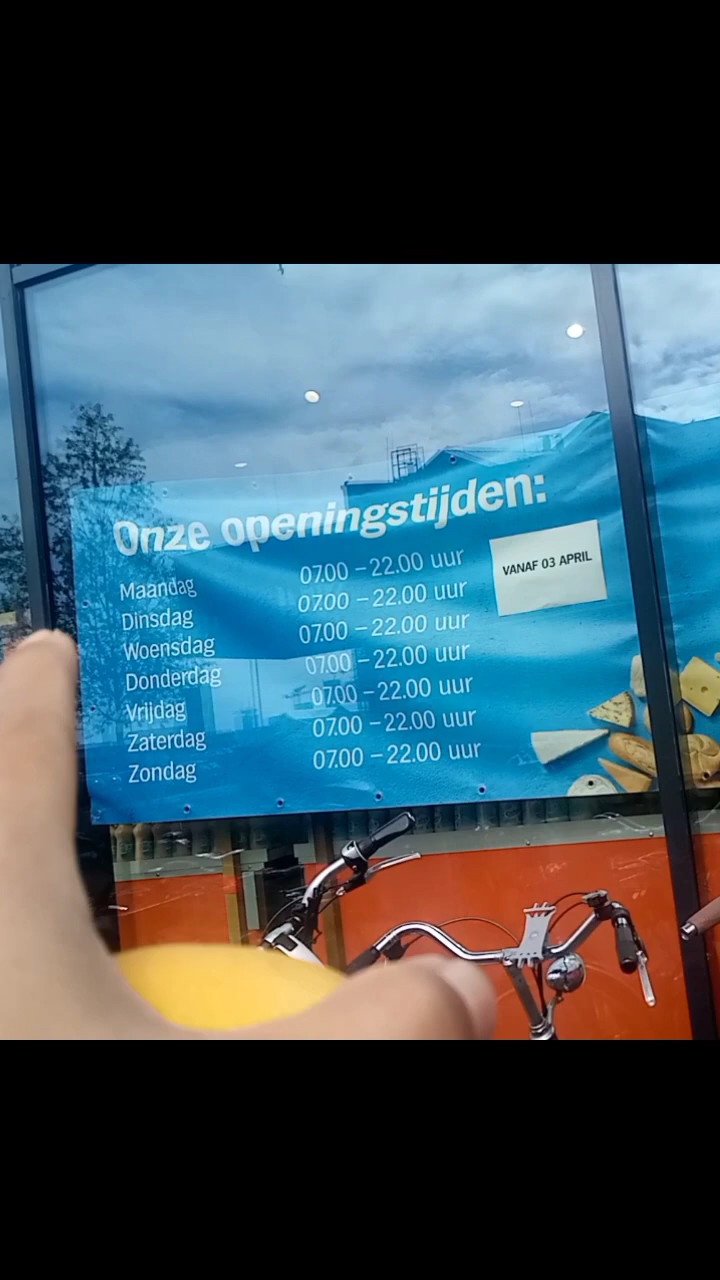 Onze openingstijden:
Maandag 07.00 – 22.00 uur
Dinsdag 07.00 – 22.00 uur
Woensdag 07.00 – 22.00 uur
Donderdag 07.00 – 22.00 uur
Vrijdag 07.00 – 22.00 uur
Zaterdag 07.00 – 22.00 uur
Zondag 07.00 – 22.00 uur
VANAF 03 APRIL